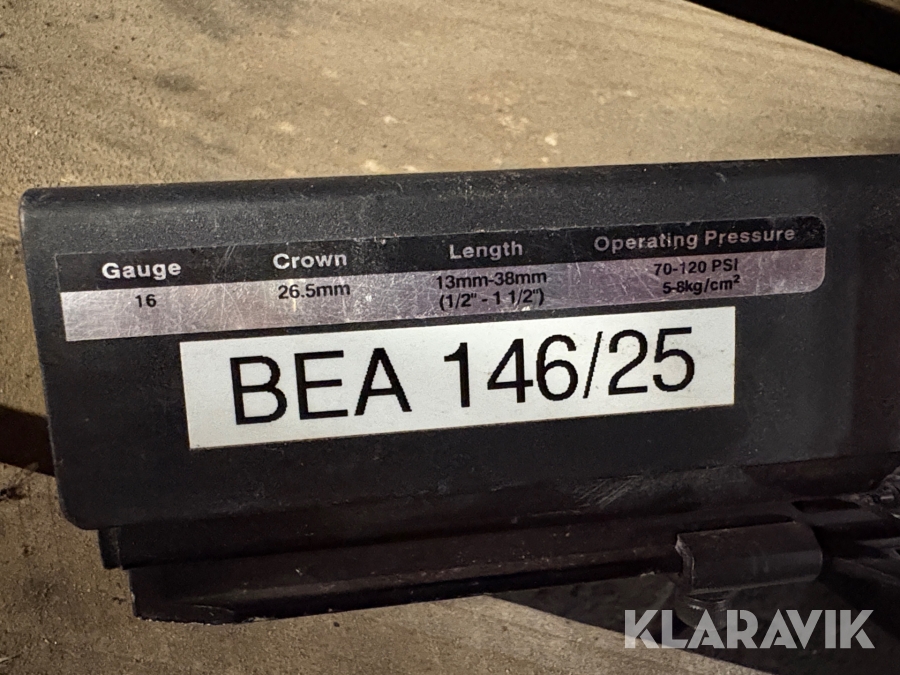 Gauge Crown Length Operating Pressure
16 26.5mm 13mm-38mm 70-120 PSI
(1/2" - 1 1/2") 5-8kg/cm²
BEA 146/25
KLARAVIK